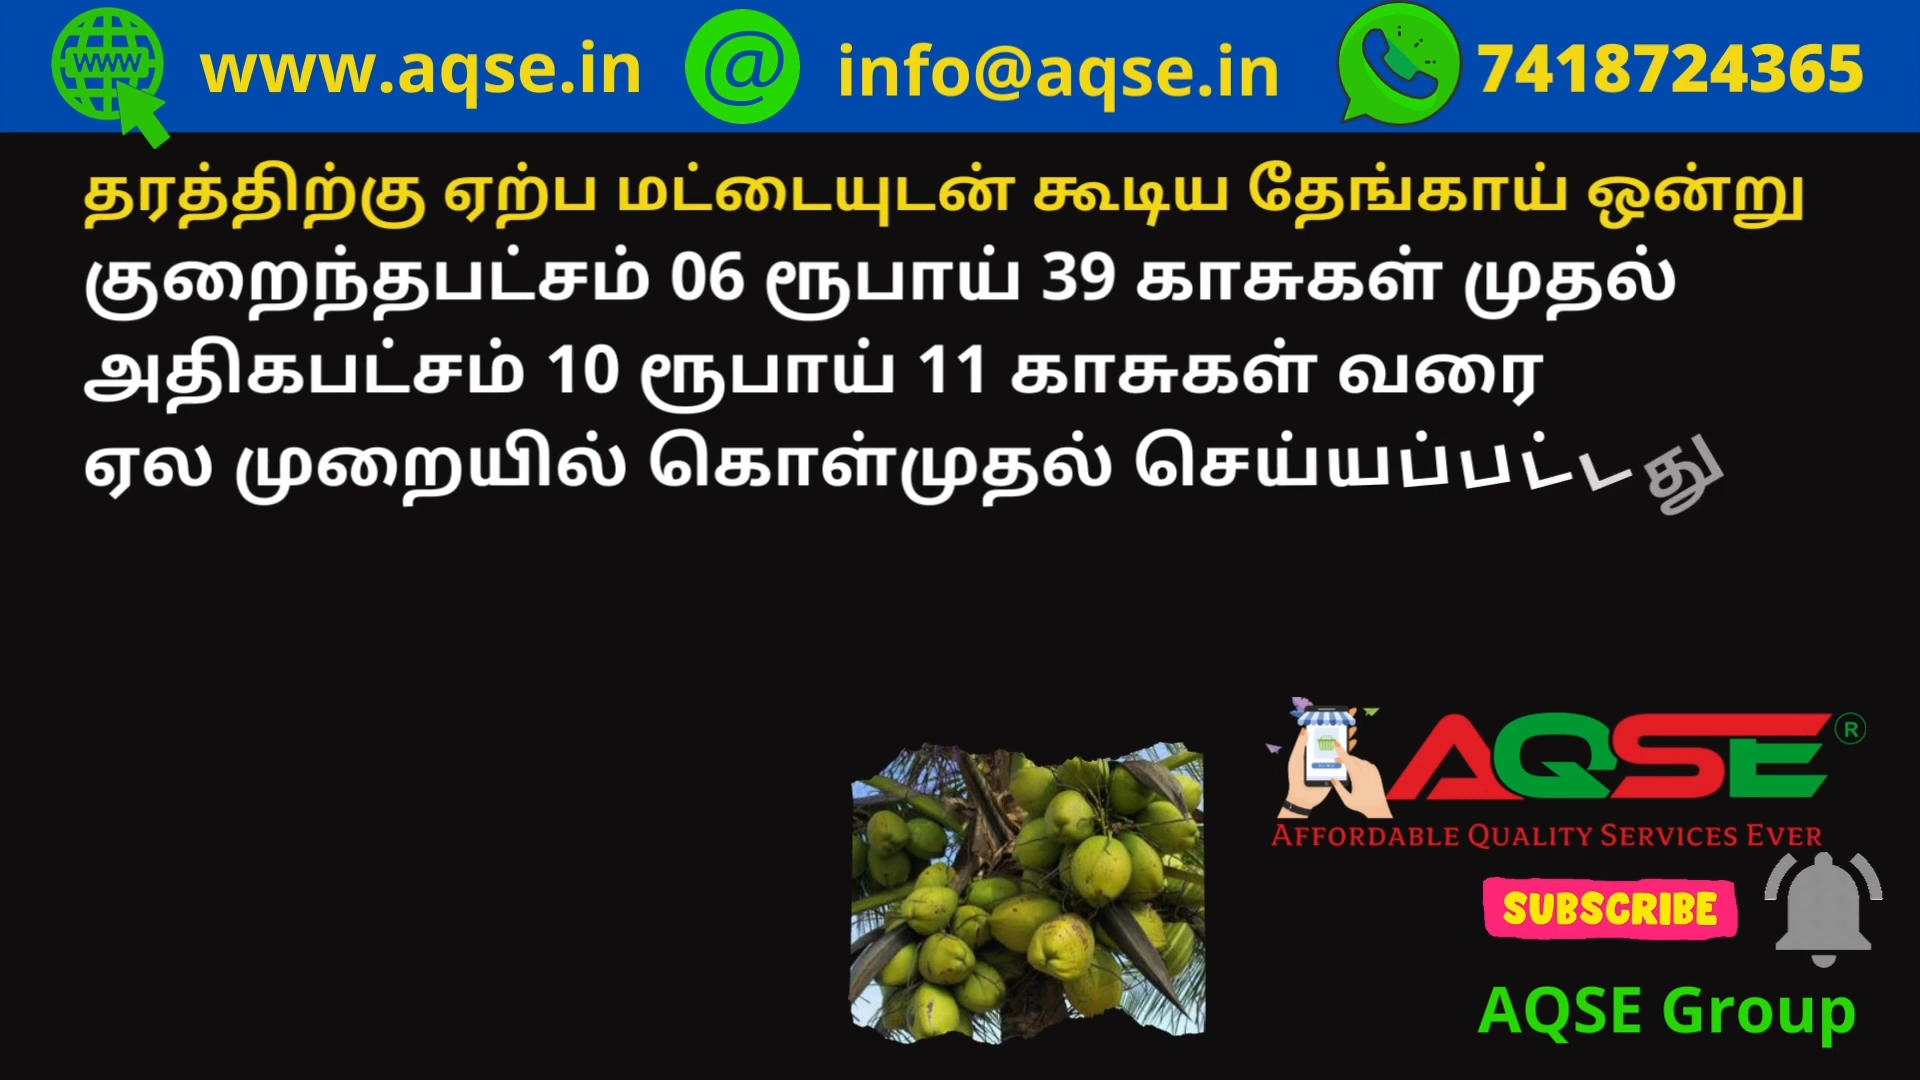 www.aqse.in
info@aqse.in
7418724365
தரத்திற்கு ஏற்ப மட்டையுடன் கூடிய தேங்காய் ஒன்று
குறைந்தபட்சம் 06 ரூபாய் 39 காசுகள் முதல்
அதிகபட்சம் 10 ரூபாய் 11 காசுகள் வரை
ஏல முறையில் கொள்முதல் செய்யப்பட்டது
AQSE®
AFFORDABLE QUALITY SERVICES EVER
SUBSCRIBE
AQSE Group